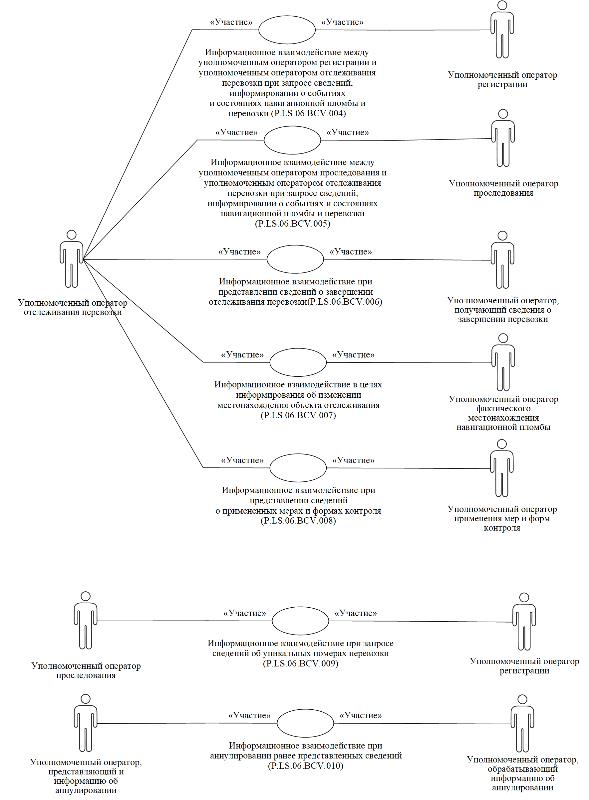 «Участие» «Участие»
Информационное взаимодействие между
уполномоченным оператором регистрации и
уполномоченным оператором отслеживания
перевозки при запросе сведений,
информировании о событиях
и состояниях навигационной пломбы и
перевозки (P.LS.06.BCV.004)
Уполномоченный оператор
регистрации
«Участие» «Участие»
Информационное взаимодействие между
уполномоченным оператором проследования и
уполномоченным оператором отслеживания
перевозки при запросе сведений,
информировании о событиях и состояниях
навигационной пломбы и перевозки
(P.LS.06.BCV.005)
Уполномоченный оператор
проследования
Уполномоченный оператор
отслеживания перевозки
«Участие» «Участие»
Информационное взаимодействие при
представлении сведений о завершении
отслеживания перевозки(P.LS.06.BCV.006)
Уполномоченный оператор,
получающий сведения о
завершении перевозки
«Участие» «Участие»
Информационное взаимодействие в целях
информирования об изменении
местонахождения объекта отслеживания
(P.LS.06.BCV.007)
Уполномоченный оператор
фактического
местонахождения
навигационной пломбы
«Участие» «Участие»
Информационное взаимодействие при
представлении сведений
о примененных мерах и формах контроля
(P.LS.06.BCV.008)
Уполномоченный оператор
применения мер и форм
контроля
«Участие» «Участие»
Информационное взаимодействие при запросе
сведений об уникальных номерах перевозки
(P.LS.06.BCV.009)
Уполномоченный оператор
проследования
Уполномоченный оператор
регистрации
«Участие» «Участие»
Информационное взаимодействие при
аннулировании ранее представленных сведений
(P.LS.06.BCV.010)
Уполномоченный оператор,
представляющий и
информацию об
аннулировании
Уполномоченный оператор,
обрабатывающий
информацию об
аннулировании